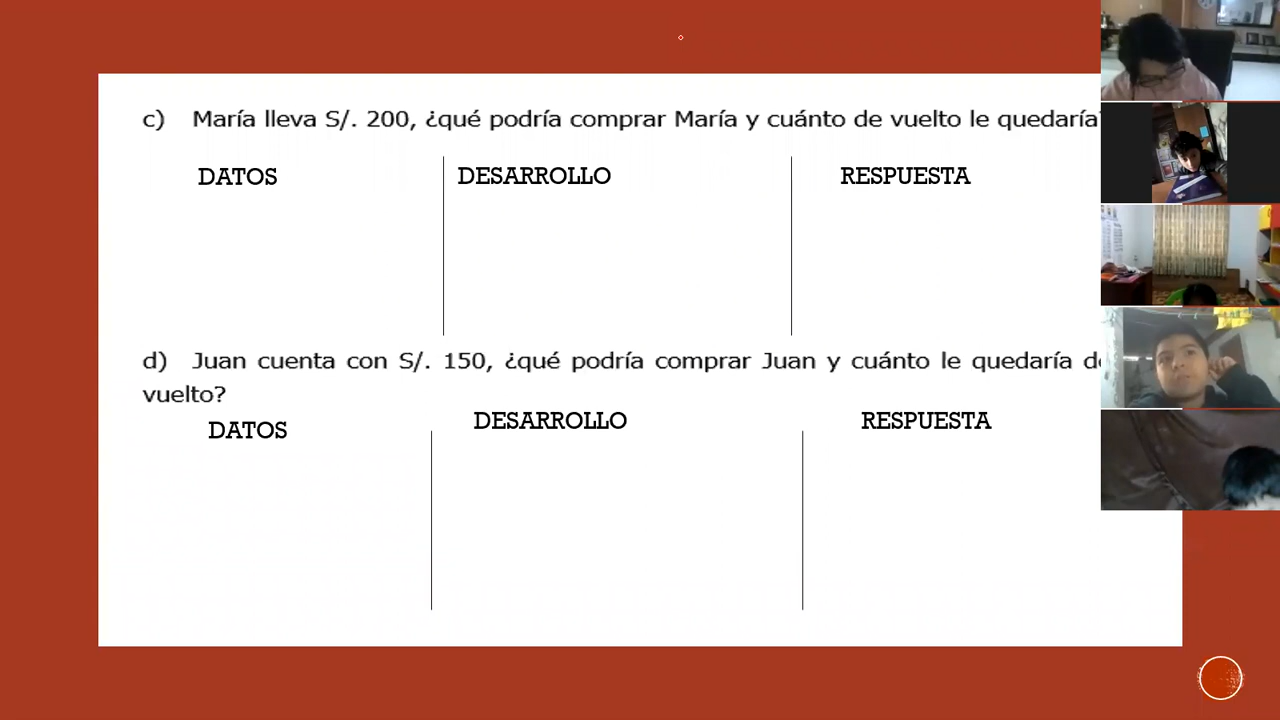 c) María lleva S/. 200, ¿qué podría comprar María y cuánto de vuelto le quedaría?
DATOS DESARROLLO RESPUESTA
d) Juan cuenta con S/. 150, ¿qué podría comprar Juan y cuánto le quedaría de
vuelto?
DATOS DESARROLLO RESPUESTA